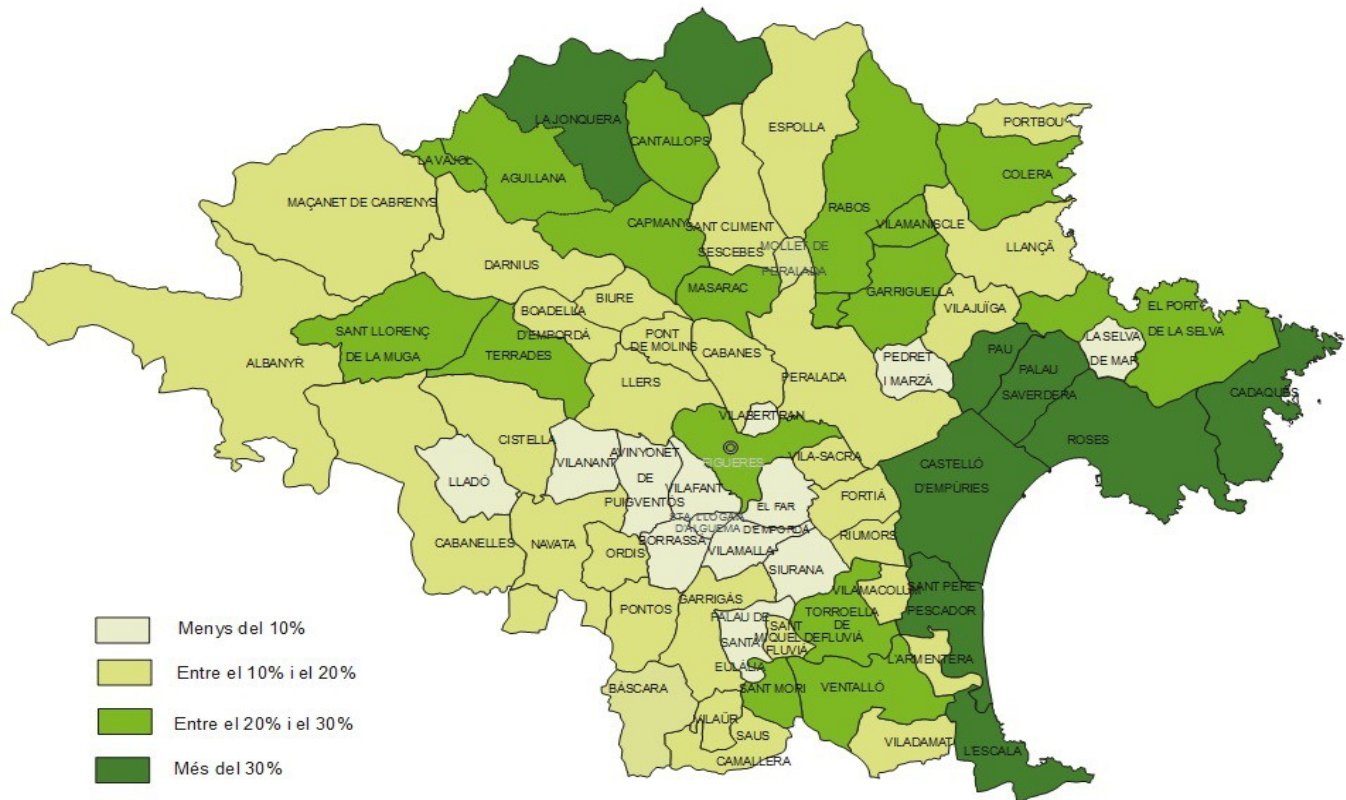 LA JONQUERA
CANTALLOPS
ESPOLLA
PORTBOU
LA VAJOL
AGULLANA
COLERA
MAÇANET DE CABRENYS
RABOS
CAPMANY
SANT CLIMENT
SESCEBES
VILAMANISCLE
MOLLET DE
PERALADA
LLANÇÀ
DARNIUS
MASARAC
GARRIGUELLA
BIURE
BOADELLA
D'EMPORDÀ
VILAJUÏGA
EL PORT
DE LA SELVA
SANT LLORENÇ
DE LA MUGA
ALBANYÀ
TERRADES
PONT
DE MOLINS
CABANES
LA SELVA
DE MAR
PAU
PALAU
SAVERDERA
PEDRET
I MARZÀ
LLERS
PERALADA
CADAQUÉS
VILABERTRAN
ROSES
CISTELLA
VILANANT
AVINYONET
DE
PUIGVENTÓS
FIGUERES
VILA-SACRA
CASTELLÓ
D'EMPÚRIES
LLADÓ
VILAFANT
EL FAR
D'EMPORDÀ
FORTIÀ
STA. LLOGAIA
D'ALGUEMA
RIUMORS
CABANELLES
NAVATA
ORDIS
BORRASSÀ
VILAMALLA
SIURANA
SANT PERE
PESCADOR
VILAMACOLUM
PONTOS
GARRIGÀS
PALAU DE
SANTA
EULÀLIA
SANT
MIQUEL DE FLUVIÀ
FLUVIA
TORROELLA
DE
FLUVIÀ
L'ARMENTERA
BÀSCARA
SANT MORI
VENTALLÓ
VILAÜR
SAUS
CAMALLERA
VILADAMAT
L'ESCALA
Menys del 10%
Entre el 10% i el 20%
Entre el 20% i el 30%
Més del 30%